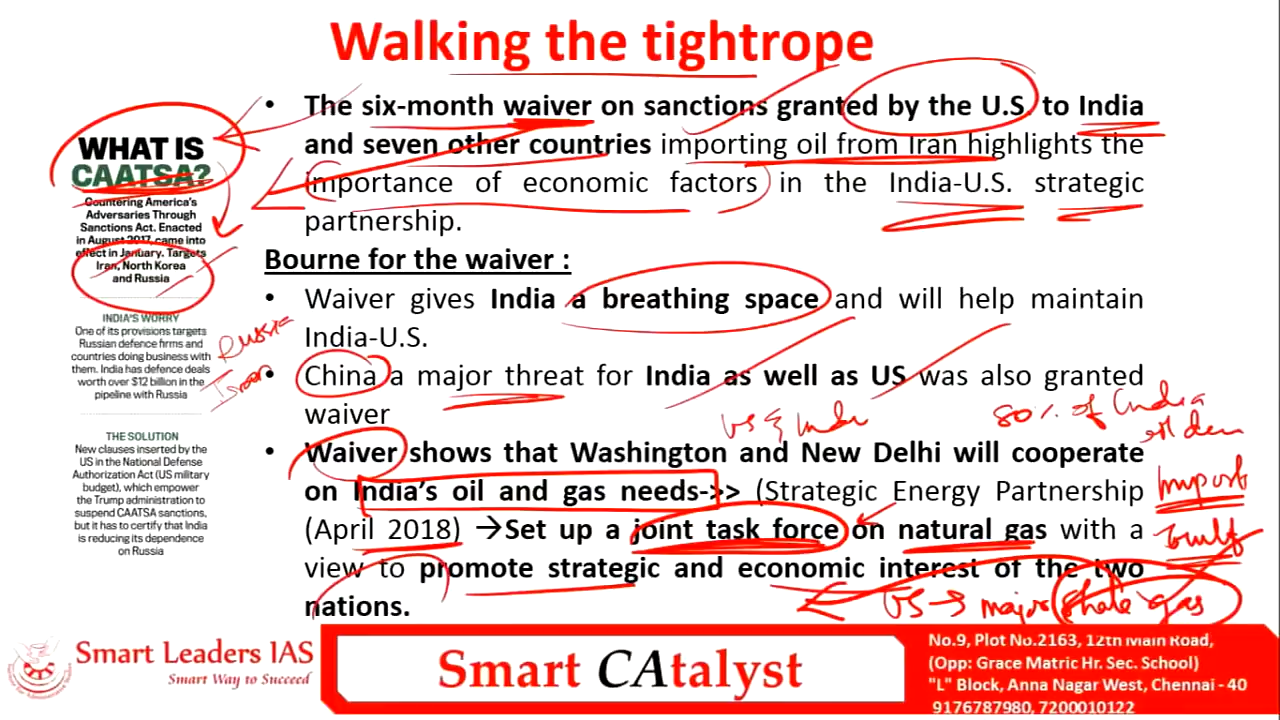 Walking the tightrope
• The six-month waiver on sanctions granted by the U.S. to India
and seven other countries importing oil from Iran highlights the
importance of economic factors in the India-U.S. strategic
partnership.
Bourne for the waiver :
• Waiver gives India a breathing space and will help maintain
India-U.S.
• China a major threat for India as well as US was also granted
waiver
US & India
80% of India
Import
• Waiver shows that Washington and New Delhi will cooperate
on India's oil and gas needs->> (Strategic Energy Partnership
(April 2018) →Set up a joint task force on natural gas with a
view to promote strategic and economic interest of the two
nations.
US → major shale gas
WHAT IS
CAATSA?
Countering America's
Adversaries Through
Sanctions Act. Enacted
in August 2017, came into
effect in January. Targets
Iran, North Korea
and Russia
INDIA'S WORRY
One of its provisions targets
Russian defence firms and
countries doing business with
them. India has defence deals
worth over $12 billion in the
pipeline with Russia
Russia
THE SOLUTION
New clauses inserted by the
US in the National Defense
Authorization Act (US military
budget), which empower
the Trump administration to
suspend CAATSA sanctions,
but it has to certify that India
is reducing its dependence
on Russia
Smart Leaders IAS
Smart Way to Succeed
Smart CAtalyst
No.9, Plot No.2163, 12th Main Road,
(Opp: Grace Matric Hr. Sec. School)
"L" Block, Anna Nagar West, Chennai - 40
9176787980, 7200010122